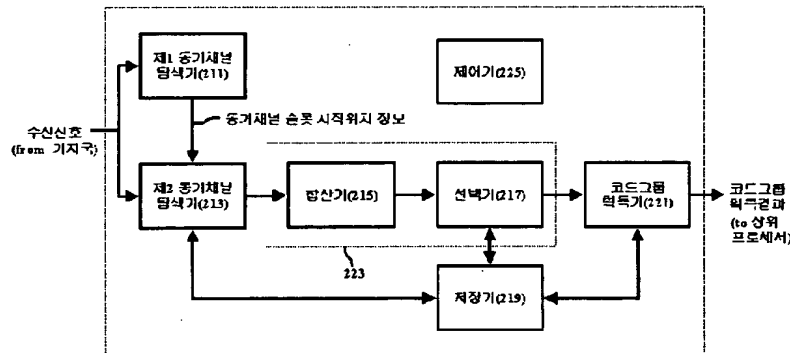 제1 동기채널
탐색기(211)
제어기(225)
동기채널 슬롯 시작위치 정보
수신신호
(from 기지국)
제2 동기채널
탐색기(213)
합산기(215)
선택기(217)
코드그룹
획득기(221)
코드그룹
획득결과
(to 상위
프로세서)
223
저장기(219)